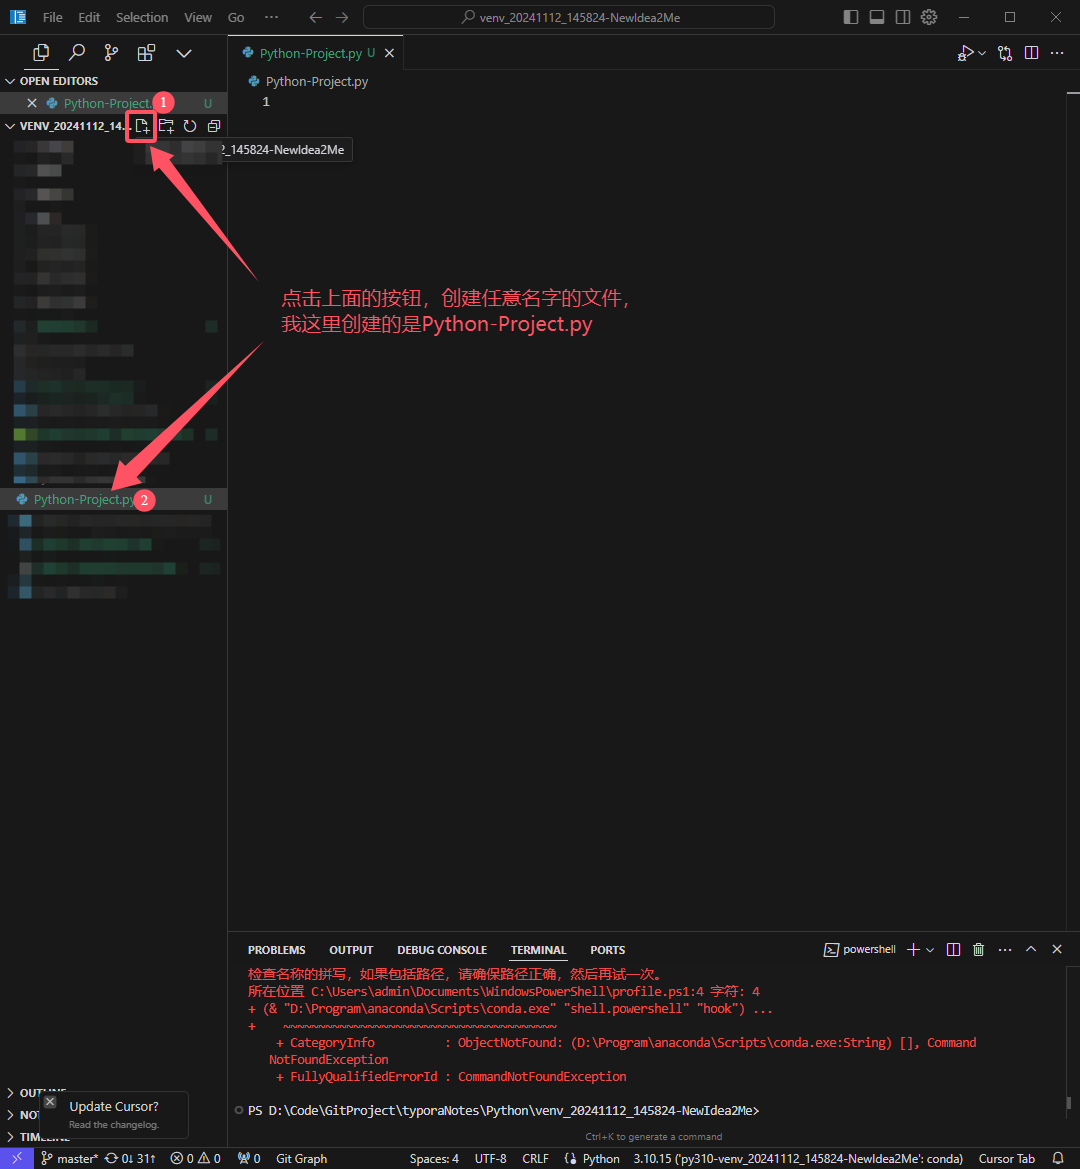 File Edit Selection View Go ··· venv_20241112_145824-NewIdea2Me
OPEN EDITORS
Python-Project. 1 U
VENV_20241112_14...
2_145824-NewIdea2Me
Python-Project.py U
Python-Project.py
1
点击上面的按钮，创建任意名字的文件，
我这里创建的是Python-Project.py
Python-Project.py 2 U
PROBLEMS OUTPUT DEBUG CONSOLE TERMINAL PORTS powershell
检查名称的拼写，如果包括路径，请确保路径正确，然后再试一次。
所在位置 C:\Users\admin\Documents\WindowsPowerShell\profile.ps1:4 字符: 4
+ (& "D:\Program\anaconda\Scripts\conda.exe" "shell.powershell" "hook") ...
+ ~~~~~~~~~~~~~~~~~~~~~~~~~~~~~~~~~~~~~~~
+ CategoryInfo : ObjectNotFound: (D:\Program\anaconda\Scripts\conda.exe:String) [], Command
NotFoundException
+ FullyQualifiedErrorId : CommandNotFoundException
PS D:\Code\GitProject\typoraNotes\Python\venv_20241112_145824-NewIdea2Me>
Ctrl+K to generate a command
OUTLINE
NO
TIMELINE
Update Cursor?
Read the changelog.
master* 0↓ 31↑ 0 0 0 Git Graph Spaces: 4 UTF-8 CRLF Python 3.10.15 ('py310-venv_20241112_145824-NewIdea2Me': conda) Cursor Tab